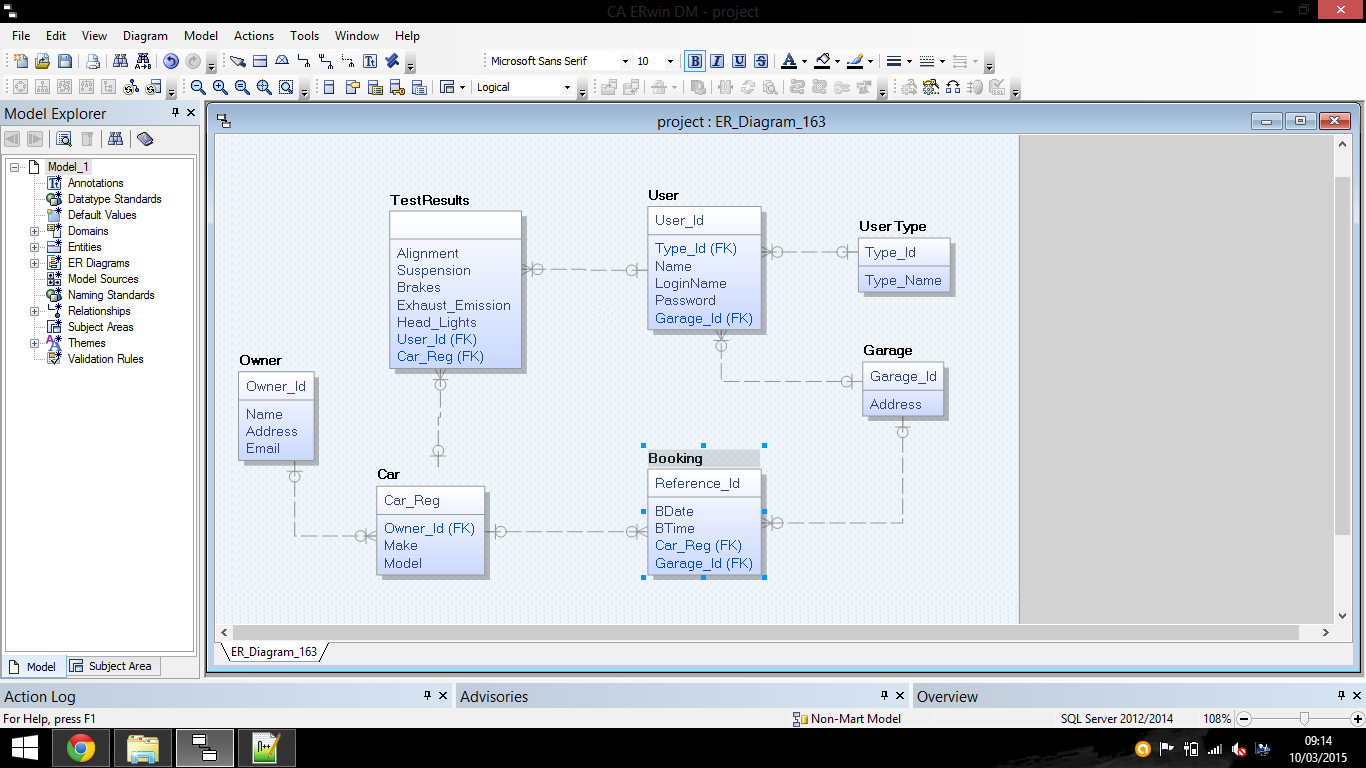 CA ERwin DM - project
File Edit View Diagram Model Actions Tools Window Help
Microsoft Sans Serif 10 B I U S A
Logical
Model Explorer
project : ER_Diagram_163
Model_1
Annotations
Datatype Standards
Default Values
Domains
Entities
ER Diagrams
Model Sources
Naming Standards
Relationships
Subject Areas
Themes
Validation Rules
TestResults
Alignment
Suspension
Brakes
Exhaust_Emission
Head_Lights
User_Id (FK)
Car_Reg (FK)
User
User_Id
Type_Id (FK)
Name
LoginName
Password
Garage_Id (FK)
User Type
Type_Id
Type_Name
Owner
Owner_Id
Name
Address
Email
Garage
Garage_Id
Address
Car
Car_Reg
Owner_Id (FK)
Make
Model
Booking
Reference_Id
BDate
BTime
Car_Reg (FK)
Garage_Id (FK)
ER_Diagram_163
Model Subject Area
Action Log Advisories Overview
For Help, press F1 Non-Mart Model SQL Server 2012/2014 108%
09:14
10/03/2015